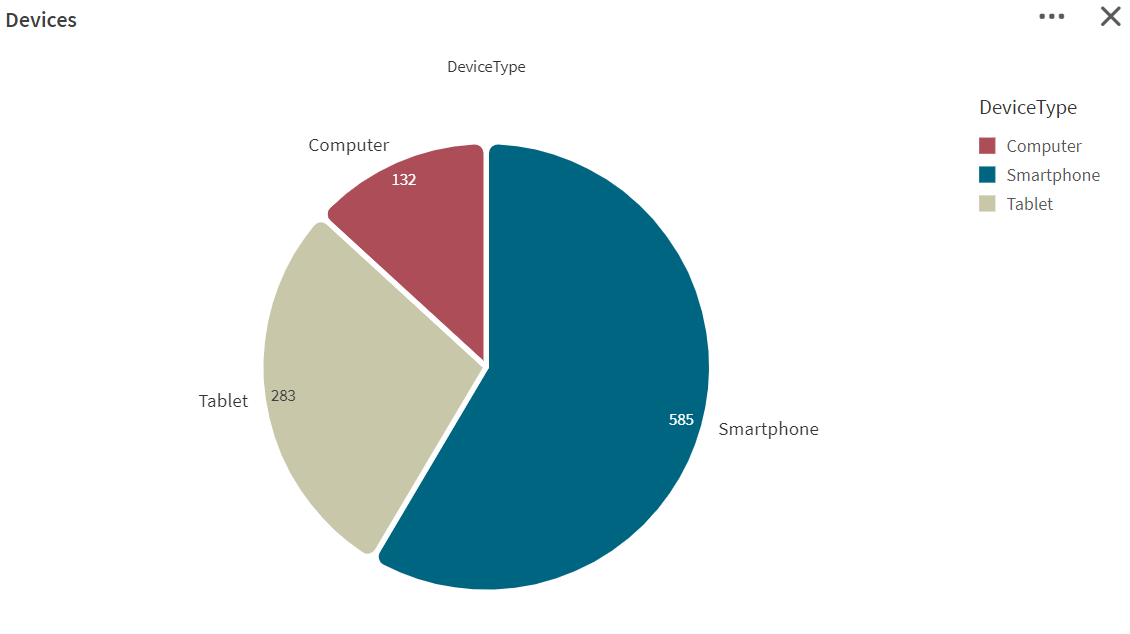 Devices
DeviceType
DeviceType
Computer
Smartphone
Tablet
Computer
132
Tablet
283
585
Smartphone